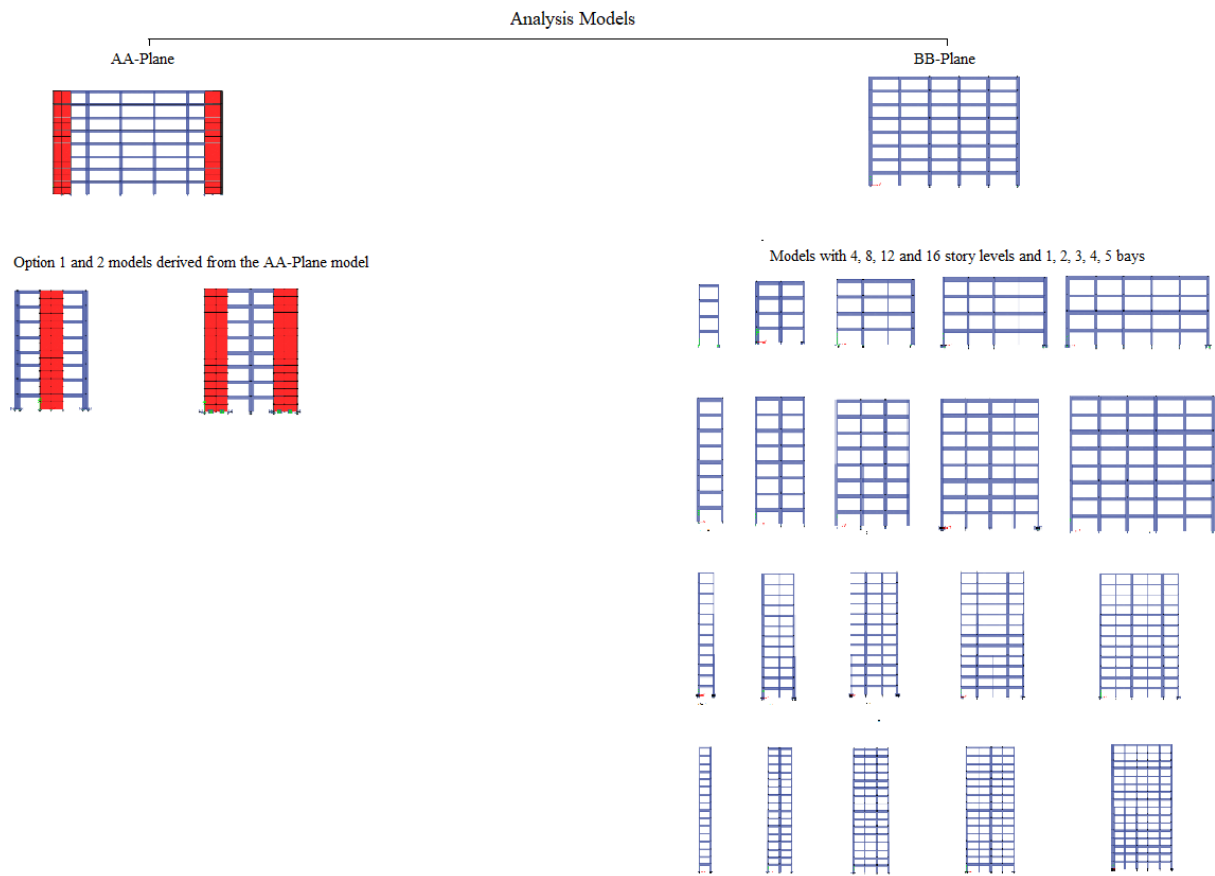 Analysis Models
AA-Plane
BB-Plane
Option 1 and 2 models derived from the AA-Plane model
Models with 4, 8, 12 and 16 story levels and 1, 2, 3, 4, 5 bays